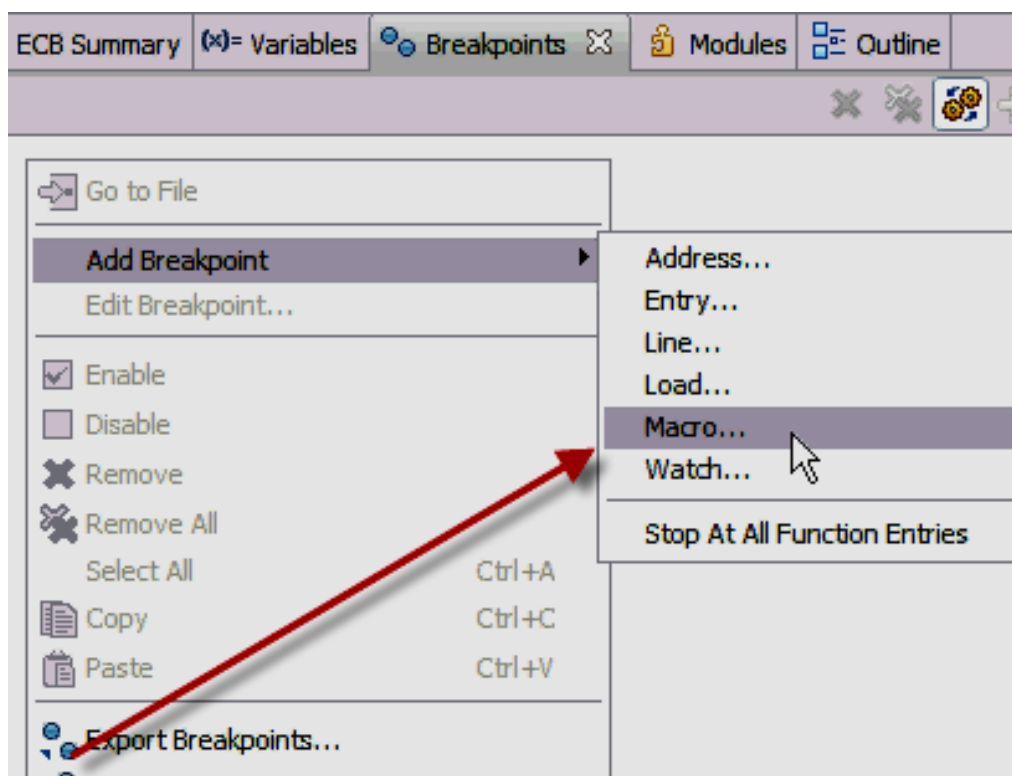 ECB Summary (x)= Variables Breakpoints Modules Outline
Go to File
Add Breakpoint
Edit Breakpoint...
Enable
Disable
Remove
Remove All
Select All Ctrl+A
Copy Ctrl+C
Paste Ctrl+V
Export Breakpoints...
Address...
Entry...
Line...
Load...
Macro...
Watch...
Stop At All Function Entries